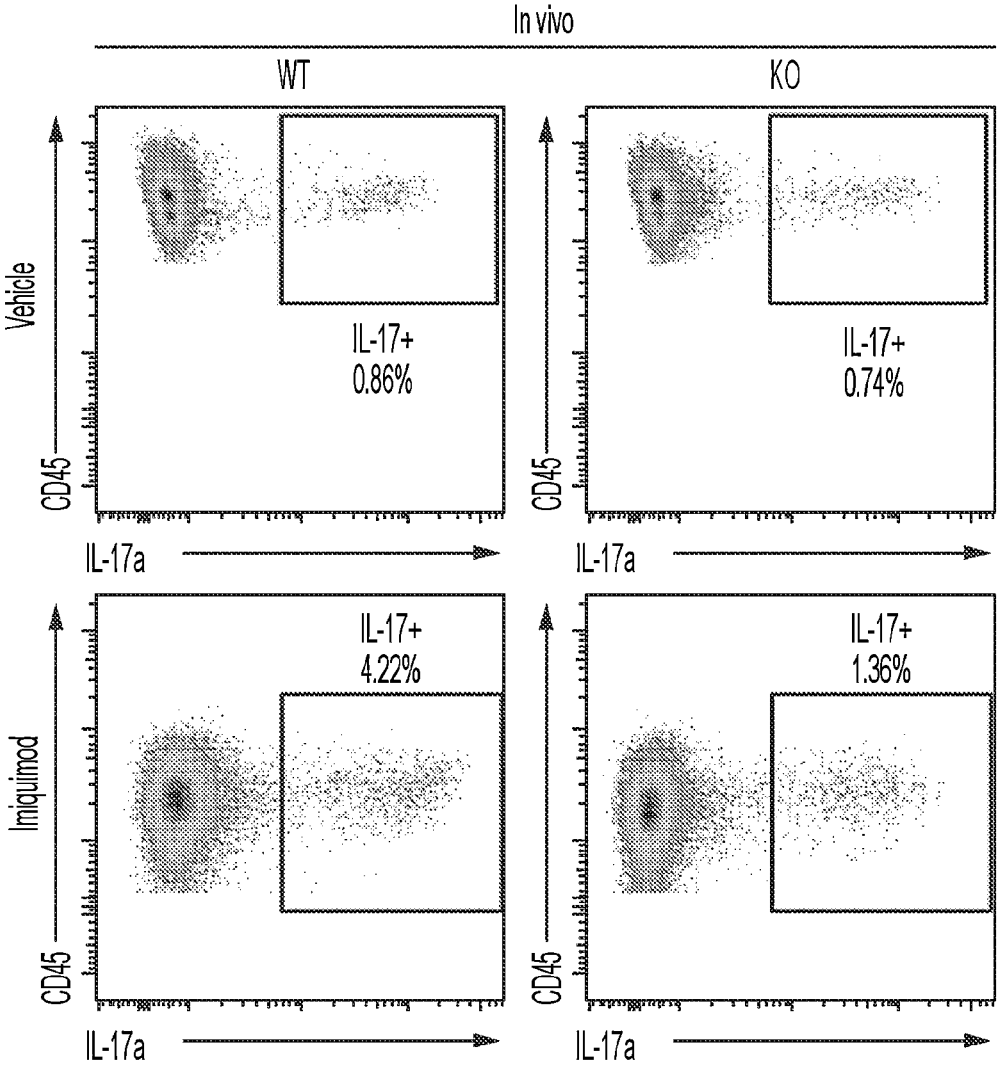 In vivo
WT
KO
Vehicle
CD45
IL-17+
0.86%
IL-17a
CD45
IL-17+
0.74%
IL-17a
Imiquimod
CD45
IL-17+
4.22%
IL-17a
CD45
IL-17+
1.36%
IL-17a